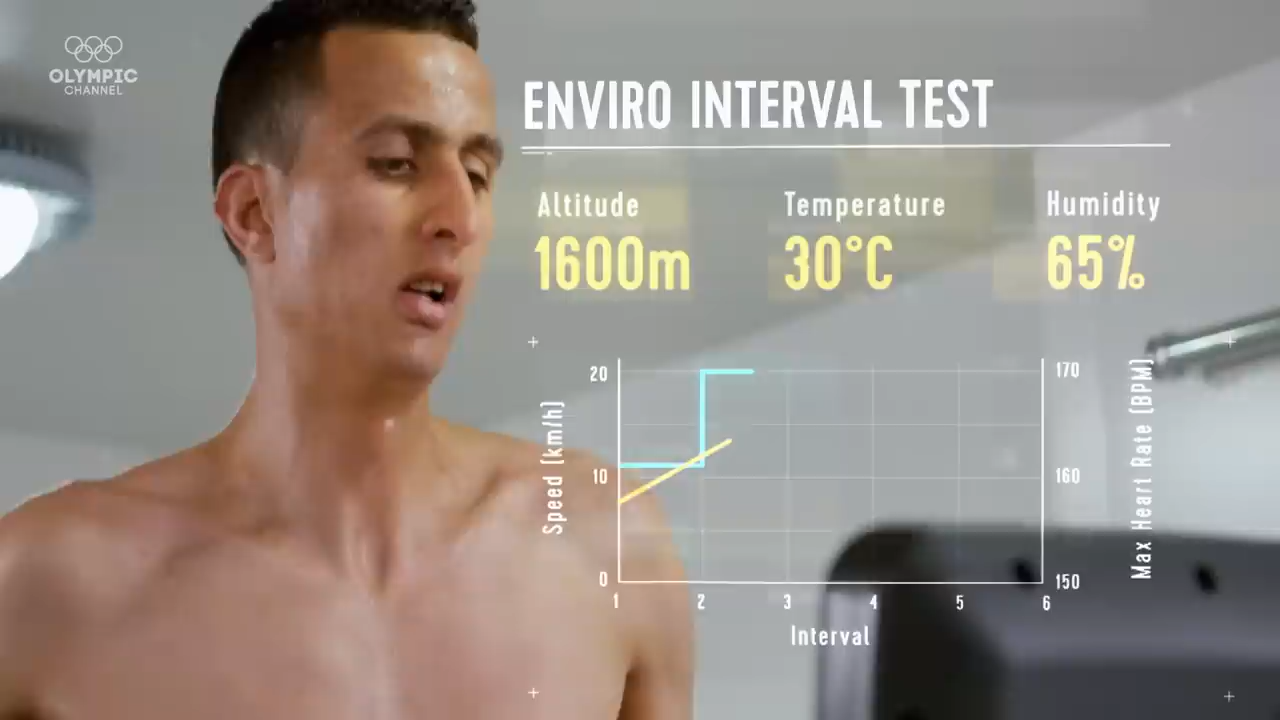 OLYMPIC
CHANNEL
ENVIRO INTERVAL TEST
Altitude Temperature Humidity
1600m 30°C 65%
Speed (km/h)
20
10
0
170
160
150
Max Heart Rate (BPM)
1 2 3 4 5 6
Interval